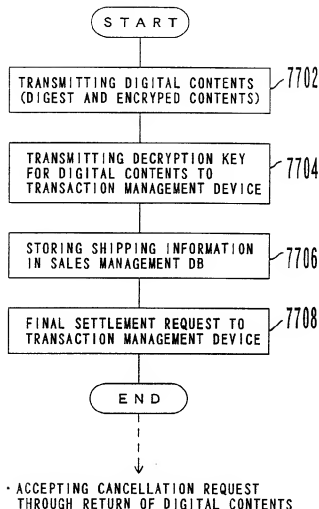 START
TRANSMITTING DIGITAL CONTENTS
(DIGEST AND ENCRYPED CONTENTS)
7702
TRANSMITTING DECRYPTION KEY
FOR DIGITAL CONTENTS TO
TRANSACTION MANAGEMENT DEVICE
7704
STORING SHIPPING INFORMATION
IN SALES MANAGEMENT DB
7706
FINAL SETTLEMENT REQUEST TO
TRANSACTION MANAGEMENT DEVICE
7708
END
· ACCEPTING CANCELLATION REQUEST
THROUGH RETURN OF DIGITAL CONTENTS